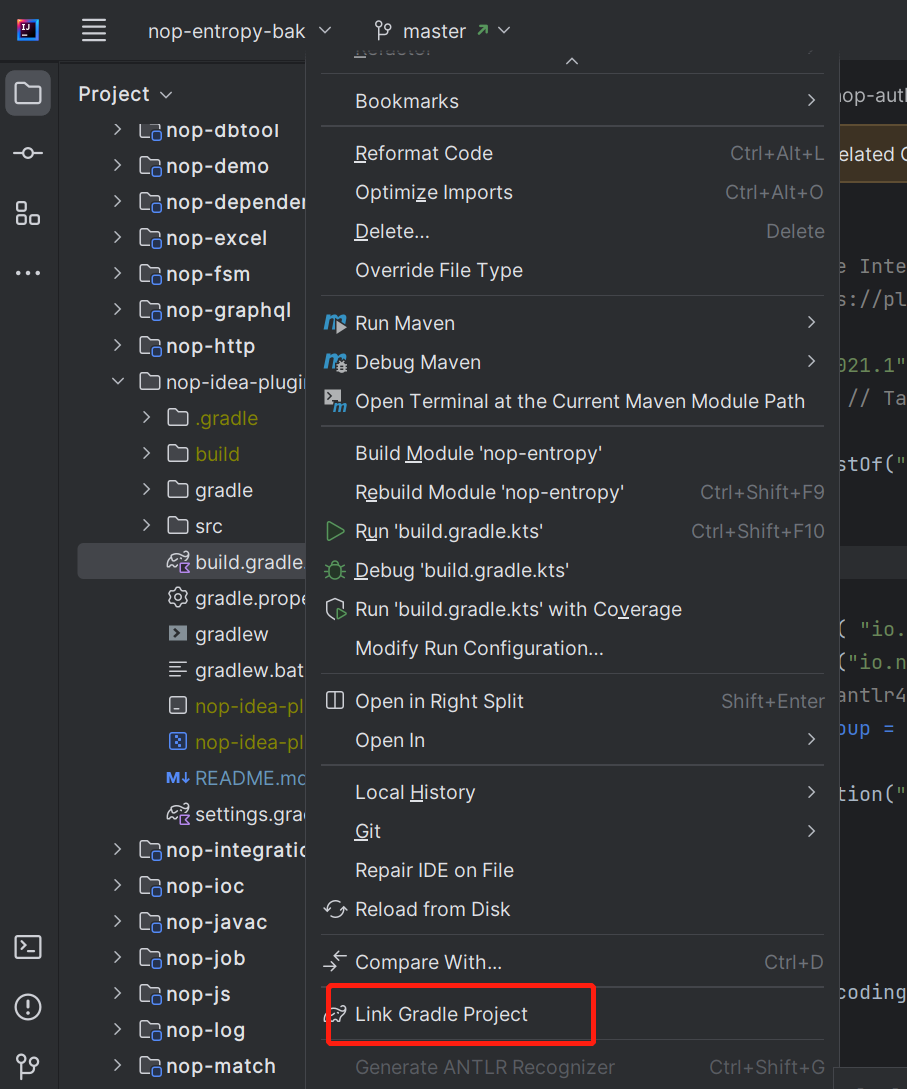 IJ
nop-entropy-bak
master
Project
nop-dbtool
nop-demo
nop-depender
nop-excel
nop-fsm
nop-graphql
nop-http
nop-idea-plugi
.gradle
build
gradle
src
build.gradle.
gradle.prope
gradlew
gradlew.bat
nop-idea-pl
nop-idea-pl
M↓ README.md
settings.gra
nop-integratio
nop-ioc
nop-javac
nop-job
nop-js
nop-log
nop-match
Refactor
Bookmarks
Reformat Code Ctrl+Alt+L
Optimize Imports Ctrl+Alt+O
Delete... Delete
Override File Type
Run Maven
Debug Maven
Open Terminal at the Current Maven Module Path
Build Module 'nop-entropy'
Rebuild Module 'nop-entropy' Ctrl+Shift+F9
Run 'build.gradle.kts' Ctrl+Shift+F10
Debug 'build.gradle.kts'
Run 'build.gradle.kts' with Coverage
Modify Run Configuration...
Open in Right Split Shift+Enter
Open In
Local History
Git
Repair IDE on File
Reload from Disk
Compare With... Ctrl+D
Link Gradle Project
Generate ANTLR Recognizer Ctrl+Shift+G
op-auth
elated
e Inte
s://pl
021.1"
// Ta
stOf("
( "io.
("io.n
antlr4
oup =
tion("
coding